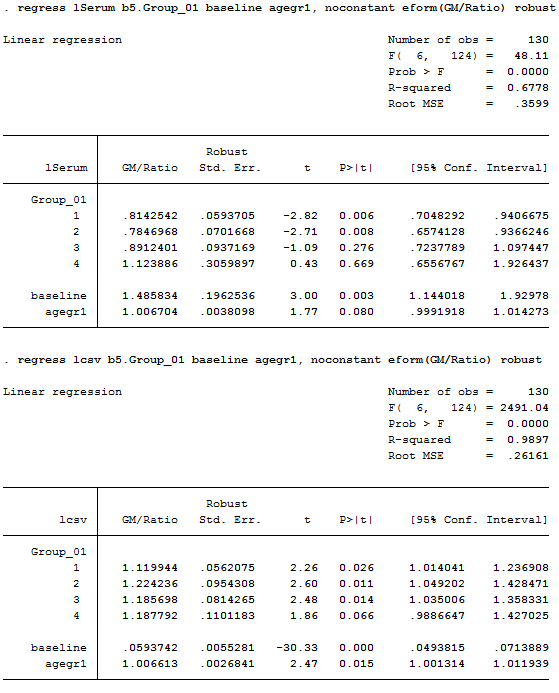 . regress lSerum b5.Group_01 baseline agegr1, noconstant eform(GM/Ratio) robust
Linear regression Number of obs = 130
F( 6, 124) = 48.11
Prob > F = 0.0000
R-squared = 0.6778
Root MSE = .3599
Robust
lSerum GM/Ratio Std. Err. t P>|t| [95% Conf. Interval]
Group_01
1 .8142542 .0593705 -2.82 0.006 .7048292 .9406675
2 .7846968 .0701668 -2.71 0.008 .6574128 .9366246
3 .8912401 .0937169 -1.09 0.276 .7237789 1.097447
4 1.123886 .3059897 0.43 0.669 .6556767 1.926437
baseline 1.485834 .1962536 3.00 0.003 1.144018 1.92978
agegr1 1.006704 .0038098 1.77 0.080 .9991918 1.014273
. regress lcsv b5.Group_01 baseline agegr1, noconstant eform(GM/Ratio) robust
Linear regression Number of obs = 130
F( 6, 124) = 2491.04
Prob > F = 0.0000
R-squared = 0.9897
Root MSE = .26161
Robust
lcsv GM/Ratio Std. Err. t P>|t| [95% Conf. Interval]
Group_01
1 1.119944 .0562075 2.26 0.026 1.014041 1.236908
2 1.224236 .0954308 2.60 0.011 1.049202 1.428471
3 1.185698 .0814265 2.48 0.014 1.035006 1.358331
4 1.187792 .1101183 1.86 0.066 .9886647 1.427025
baseline .0593742 .0055281 -30.33 0.000 .0493815 .0713889
agegr1 1.006613 .0026841 2.47 0.015 1.001314 1.011939